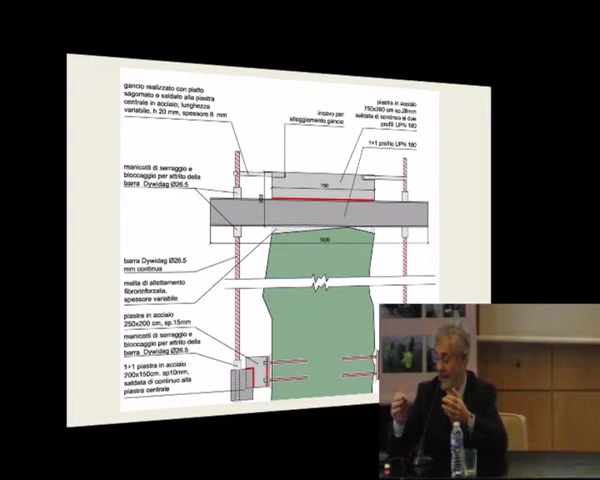 gancio realizzato con piatto
sagomato e saldato alla piastra
centrale in acciaio; lunghezza
variabile, h 20 mm, spessore 8 mm
incavo per
alloggiamento gancio
piastra in acciaio
750x380 cm sp.28mm
saldata di continuo ai due
profili UPN 180
1+1 profilo UPN 180
manicotti di serraggio e
bloccaggio per attrito della
barra Dywidag Ø26.5
750
1500
barra Dywidag Ø26.5
mm continua
malta di allettamento
fibrorinforzata,
spessore variabile
piastra in acciaio
250x200 cm, sp.15mm
manicotti di serraggio e
bloccaggio per attrito della
barra Dywidag Ø26.5
1+1 piastra in acciaio
200x150cm. sp10mm,
saldata di continuo alla
piastra centrale